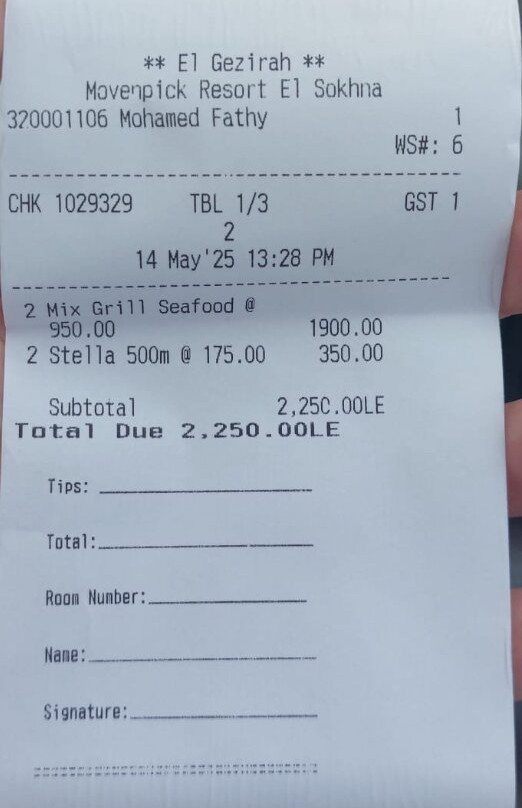 ** El Gezirah **
Movenpick Resort El Sokhna
320001106 Mohamed Fathy 1
WS#: 6
CHK 1029329 TBL 1/3 GST 1
2
14 May'25 13:28 PM
2 Mix Grill Seafood @
950.00 1900.00
2 Stella 500m @ 175.00 350.00
Subtotal 2,250.00LE
Total Due 2,250.00LE
Tips:
Total:
Room Number:
Name:
Signature: